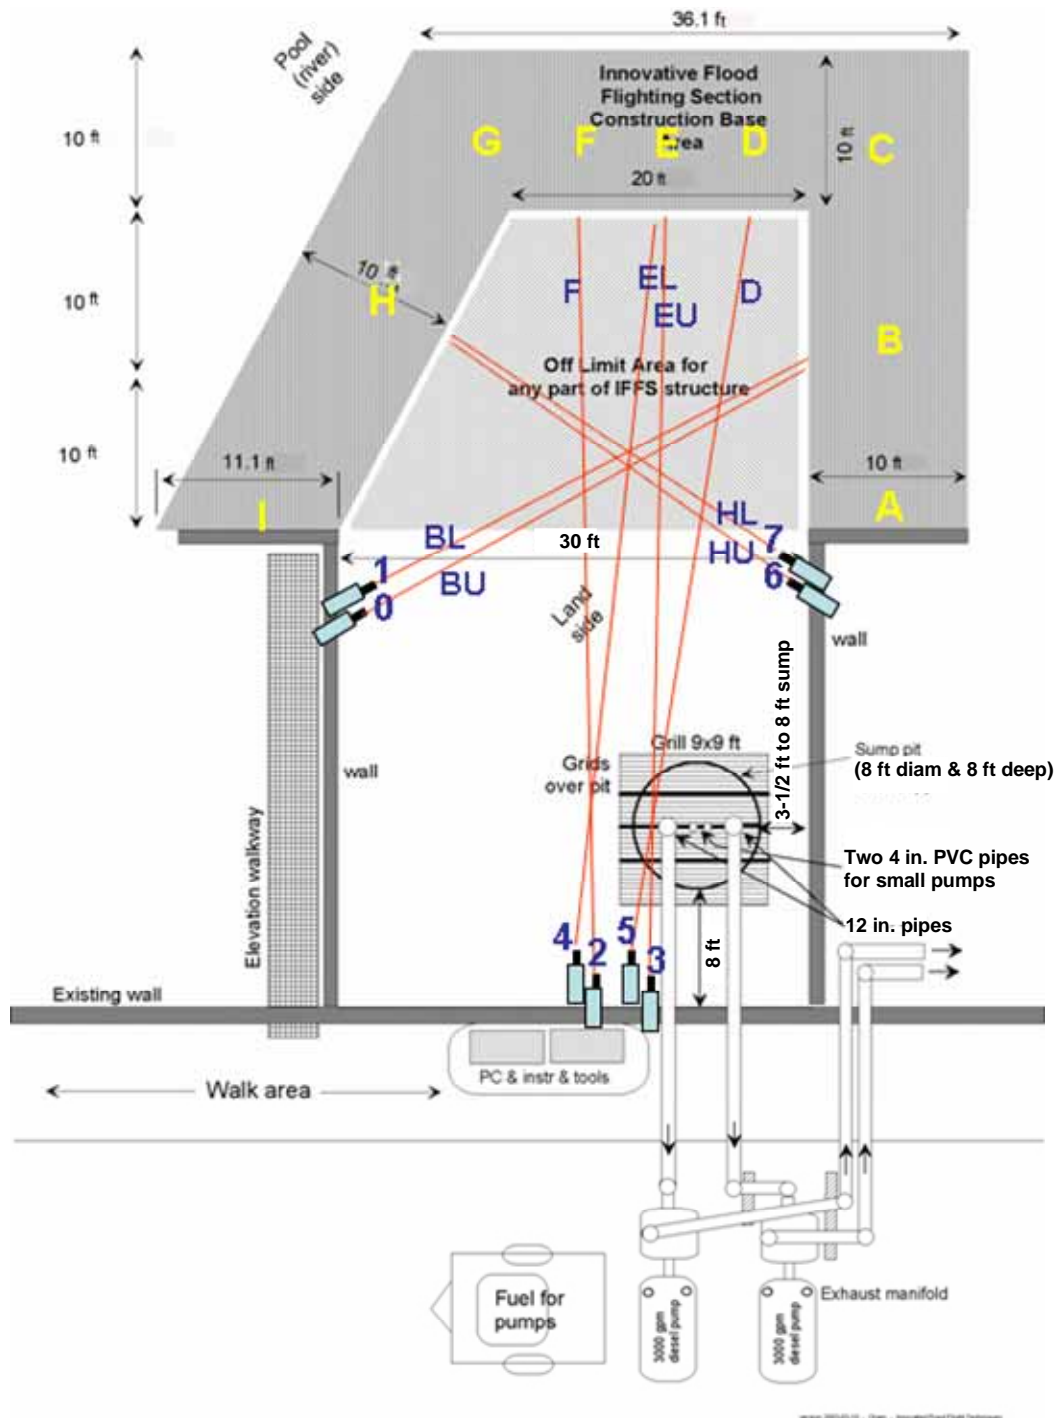 36.1 ft
Pool
(river)
side
Innovative Flood
Flighting Section
Construction Base
Area
10 ft
10 ft
G
F
E
D
C
20 ft
10 ft
H
10 ft
F
EL
EU
D
B
Off Limit Area for
any part of IFFS structure
10 ft
11.1 ft
10 ft
I
A
BL
BU
30 ft
HL
HU
1
0
7
6
Land
side
wall
wall
3-1/2 ft to 8 ft sump
Grill 9x9 ft
Grids
over pit
Sump pit
(8 ft diam & 8 ft deep)
Elevation walkway
Two 4 in. PVC pipes
for small pumps
12 in. pipes
4
2
5
3
8 ft
Existing wall
PC & instr & tools
Walk area
Fuel for
pumps
3000 gpm
diesel pump
3000 gpm
diesel pump
Exhaust manifold